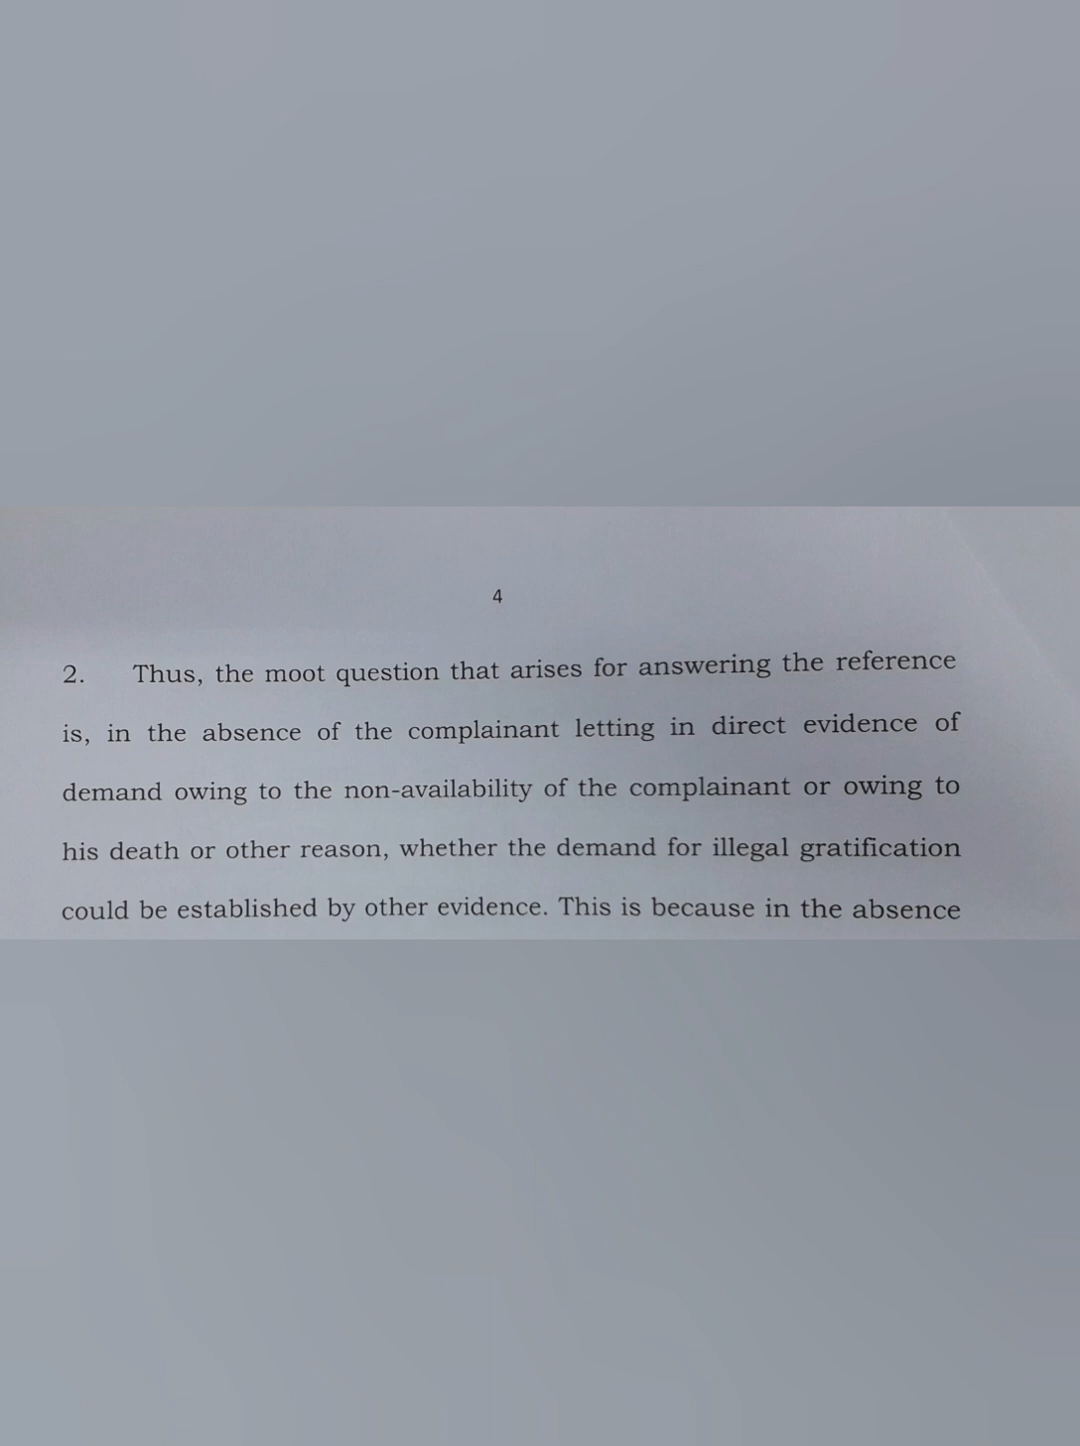 4
2. Thus, the moot question that arises for answering the reference
is, in the absence of the complainant letting in direct evidence of
demand owing to the non-availability of the complainant or owing to
his death or other reason, whether the demand for illegal gratification
could be established by other evidence. This is because in the absence